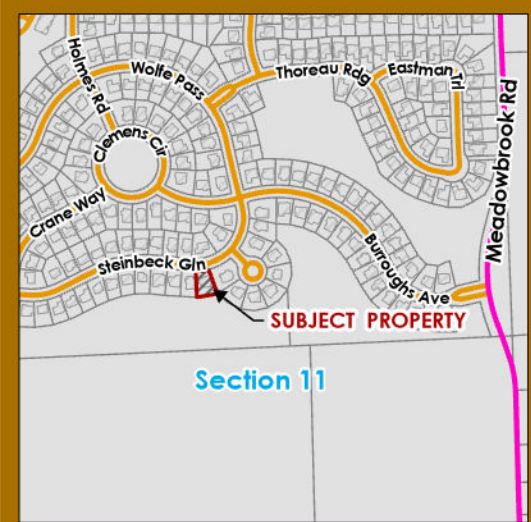 Holmes Rd
Wolfe Pass
Thoreau Rdg
Eastman Trl
Meadowbrook Rd
Clemens Cir
Crane Way
Steinbeck Gln
Burroughs Ave
SUBJECT PROPERTY
Section 11